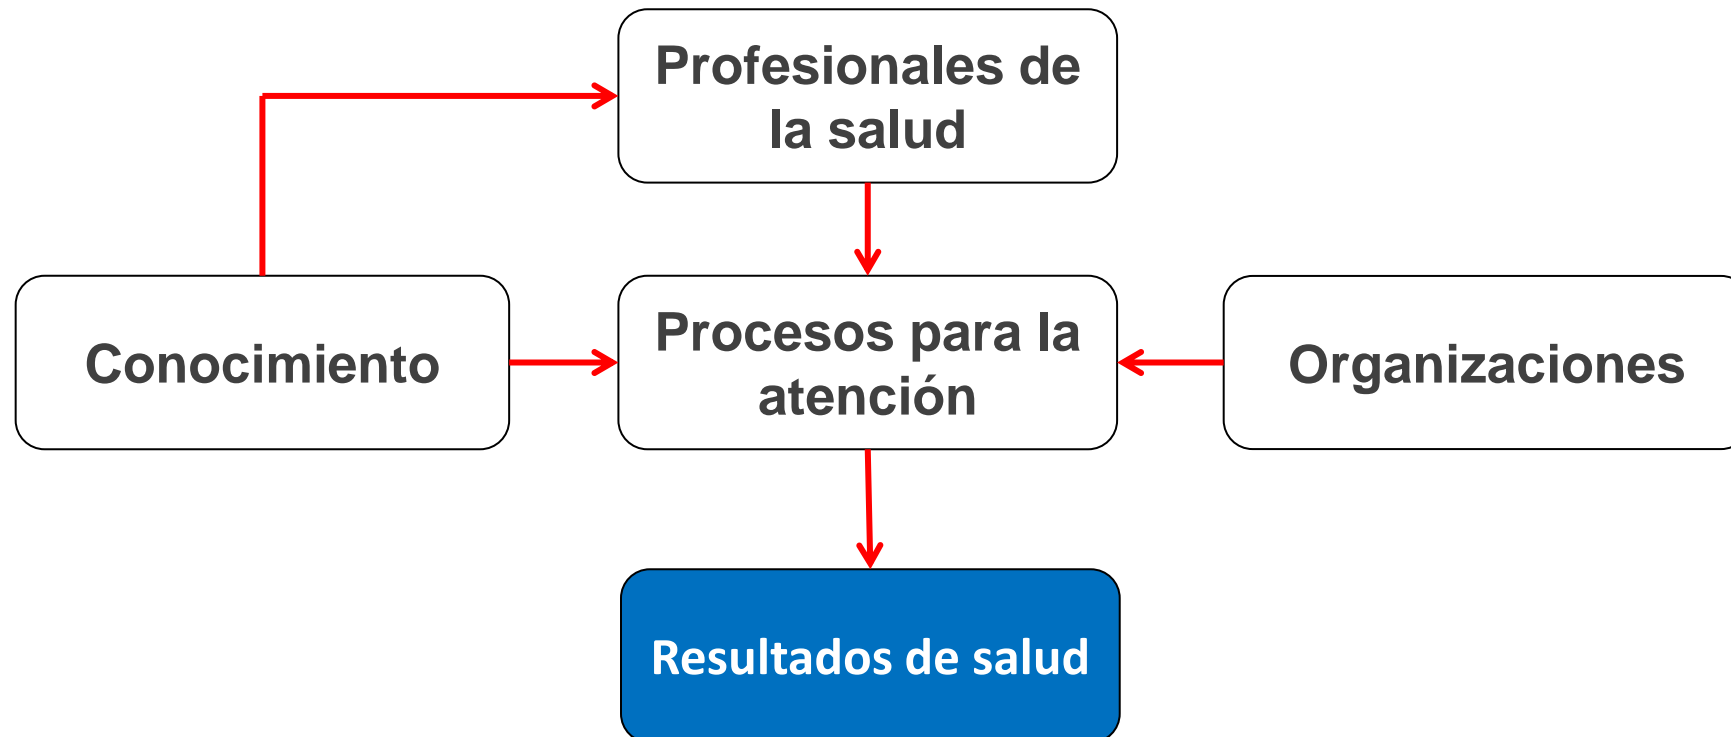 Profesionales de
la salud
Conocimiento
Procesos para la
atención
Organizaciones
Resultados de salud